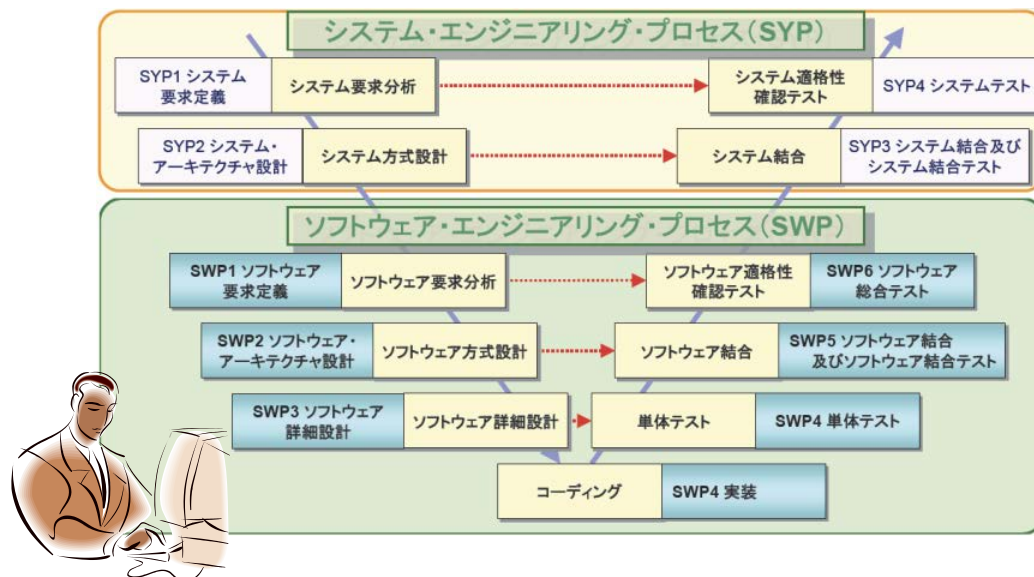 システム・エンジニアリング・プロセス(SYP)
SYP1 システム
要求定義
システム要求分析
システム適格性
確認テスト
SYP4 システムテスト
SYP2 システム・
アーキテクチャ設計
システム方式設計
システム結合
SYP3 システム結合及び
システム結合テスト
ソフトウェア・エンジニアリング・プロセス(SWP)
SWP1 ソフトウェア
要求定義
ソフトウェア要求分析
ソフトウェア適格性
確認テスト
SWP6 ソフトウェア
総合テスト
SWP2 ソフトウェア・
アーキテクチャ設計
ソフトウェア方式設計
ソフトウェア結合
SWP5 ソフトウェア結合
及びソフトウェア結合テスト
SWP3 ソフトウェア
詳細設計
ソフトウェア詳細設計
単体テスト
SWP4 単体テスト
コーディング
SWP4 実装